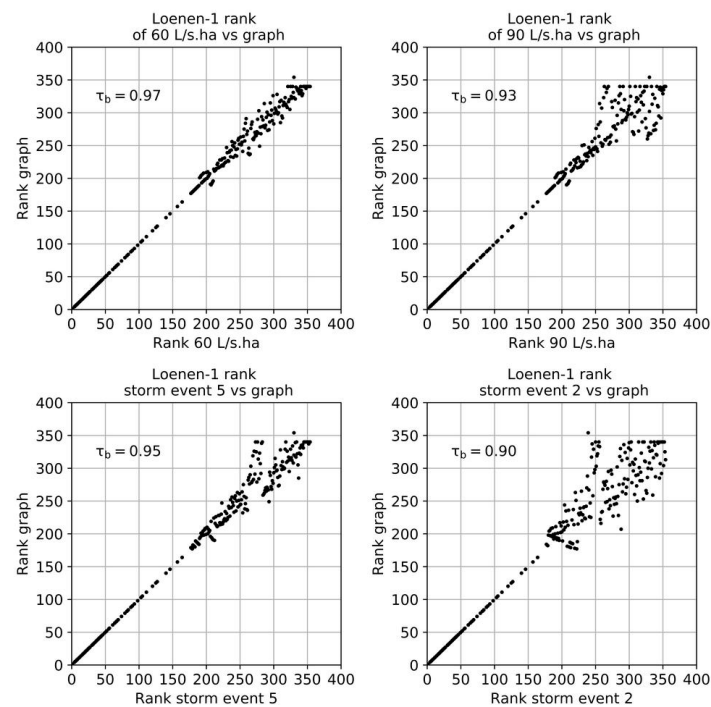 Loenen-1 rank
of 60 L/s.ha vs graph
400
350
300
250
200
150
100
50
0
τb = 0.97
Rank graph
0 50 100 150 200 250 300 350 400
Rank 60 L/s.ha
Loenen-1 rank
of 90 L/s.ha vs graph
400
350
300
250
200
150
100
50
0
τb = 0.93
Rank graph
0 50 100 150 200 250 300 350 400
Rank 90 L/s.ha
Loenen-1 rank
storm event 5 vs graph
400
350
300
250
200
150
100
50
0
τb = 0.95
Rank graph
0 50 100 150 200 250 300 350 400
Rank storm event 5
Loenen-1 rank
storm event 2 vs graph
400
350
300
250
200
150
100
50
0
τb = 0.90
Rank graph
0 50 100 150 200 250 300 350 400
Rank storm event 2